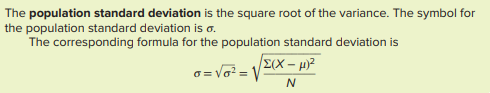 The population standard deviation is the square root of the variance. The symbol for
the population standard deviation is σ.
The corresponding formula for the population standard deviation is
σ = √σ² = √(Σ(X − μ)² / N)